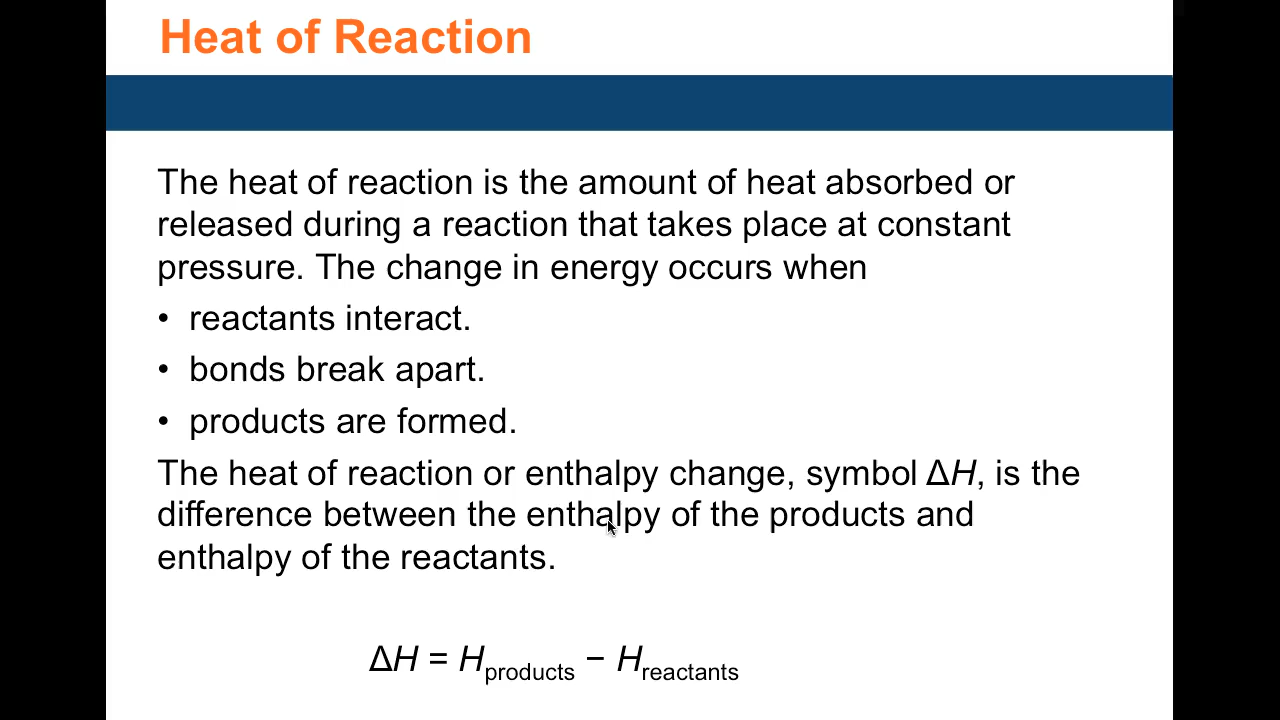 Heat of Reaction
The heat of reaction is the amount of heat absorbed or
released during a reaction that takes place at constant
pressure. The change in energy occurs when
• reactants interact.
• bonds break apart.
• products are formed.
The heat of reaction or enthalpy change, symbol ΔH, is the
difference between the enthalpy of the products and
enthalpy of the reactants.
ΔH = Hproducts − Hreactants